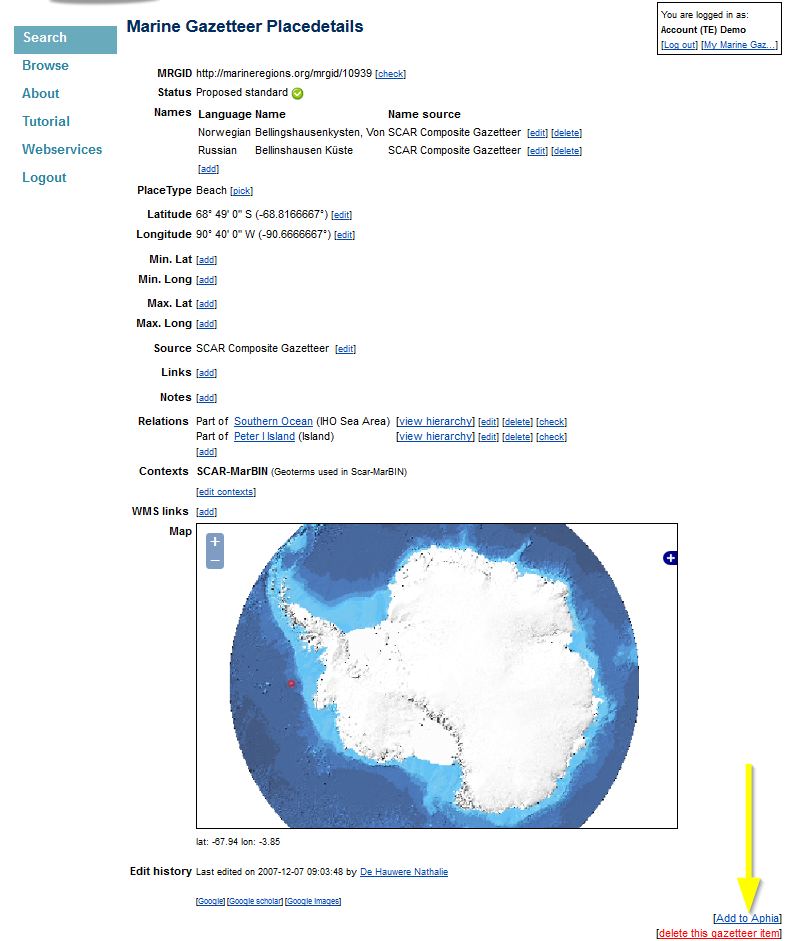 Marine Gazetteer Placedetails
You are logged in as:
Account (TE) Demo
[Log out] [My Marine Gaz...]
Search
Browse
About
Tutorial
Webservices
Logout
MRGID http://marineregions.org/mrgid/10939 [check]
Status Proposed standard
Names Language Name Name source
Norwegian Bellingshausenkysten, Von SCAR Composite Gazetteer [edit] [delete]
Russian Bellinshausen Küste SCAR Composite Gazetteer [edit] [delete]
[add]
PlaceType Beach [pick]
Latitude 68° 49' 0" S (-68.8166667°) [edit]
Longitude 90° 40' 0" W (-90.6666667°) [edit]
Min. Lat [add]
Min. Long [add]
Max. Lat [add]
Max. Long [add]
Source SCAR Composite Gazetteer [edit]
Links [add]
Notes [add]
Relations Part of Southern Ocean (IHO Sea Area) [view hierarchy] [edit] [delete] [check]
Part of Peter I Island (Island) [view hierarchy] [edit] [delete] [check]
[add]
Contexts SCAR-MarBIN (Geoterms used in Scar-MarBIN)
[edit contexts]
WMS links [add]
Map
+
−
+
lat: -67.94 lon: -3.85
Edit history Last edited on 2007-12-07 09:03:48 by De Hauwere Nathalie
[Google] [Google scholar] [Google images]
[Add to Aphia]
[delete this gazetteer item]